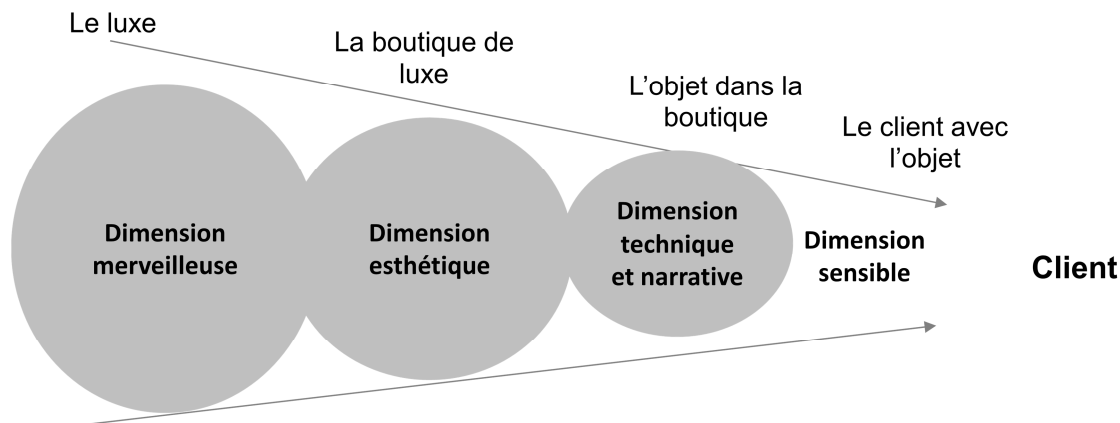 Le luxe
La boutique de
luxe
L’objet dans la
boutique
Le client avec
l’objet
Dimension
merveilleuse
Dimension
esthétique
Dimension
technique
et narrative
Dimension
sensible
Client